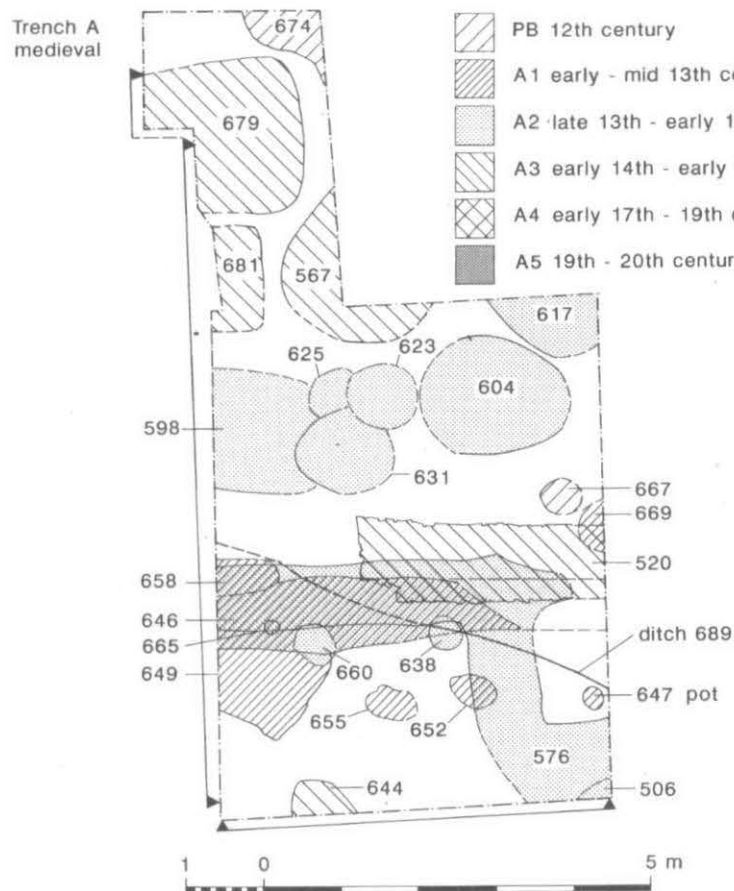 Trench A
medieval
PB 12th century
A1 early - mid 13th ce
A2 late 13th - early 1
A3 early 14th - early
A4 early 17th - 19th c
A5 19th - 20th centur
674
679
681
567
617
625
623
604
598
631
667
669
520
658
646
665
649
660
638
ditch 689
647 pot
655
652
576
644
506
1 0 5 m